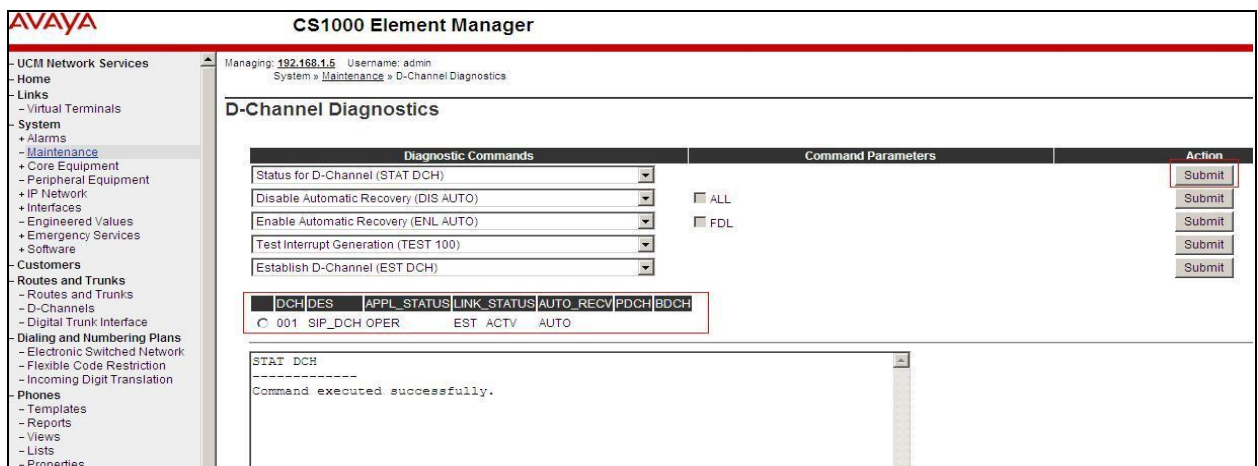 AVAYA
CS1000 Element Manager
- UCM Network Services
- Home
- Links
- Virtual Terminals
- System
+ Alarms
- Maintenance
+ Core Equipment
- Peripheral Equipment
+ IP Network
+ Interfaces
- Engineered Values
+ Emergency Services
+ Software
- Customers
- Routes and Trunks
- Routes and Trunks
- D-Channels
- Digital Trunk Interface
- Dialing and Numbering Plans
- Electronic Switched Network
- Flexible Code Restriction
- Incoming Digit Translation
- Phones
- Templates
- Reports
- Views
- Lists
- Properties
Managing: 192.168.1.5 Username: admin
System » Maintenance » D-Channel Diagnostics
D-Channel Diagnostics
Diagnostic Commands Command Parameters Action
Status for D-Channel (STAT DCH) Submit
Disable Automatic Recovery (DIS AUTO) ALL Submit
Enable Automatic Recovery (ENL AUTO) FDL Submit
Test Interrupt Generation (TEST 100) Submit
Establish D-Channel (EST DCH) Submit
DCH DES APPL_STATUS LINK_STATUS AUTO_RECV PDCH BDCH
001 SIP_DCH OPER EST ACTV AUTO
STAT DCH
-------------
Command executed successfully.